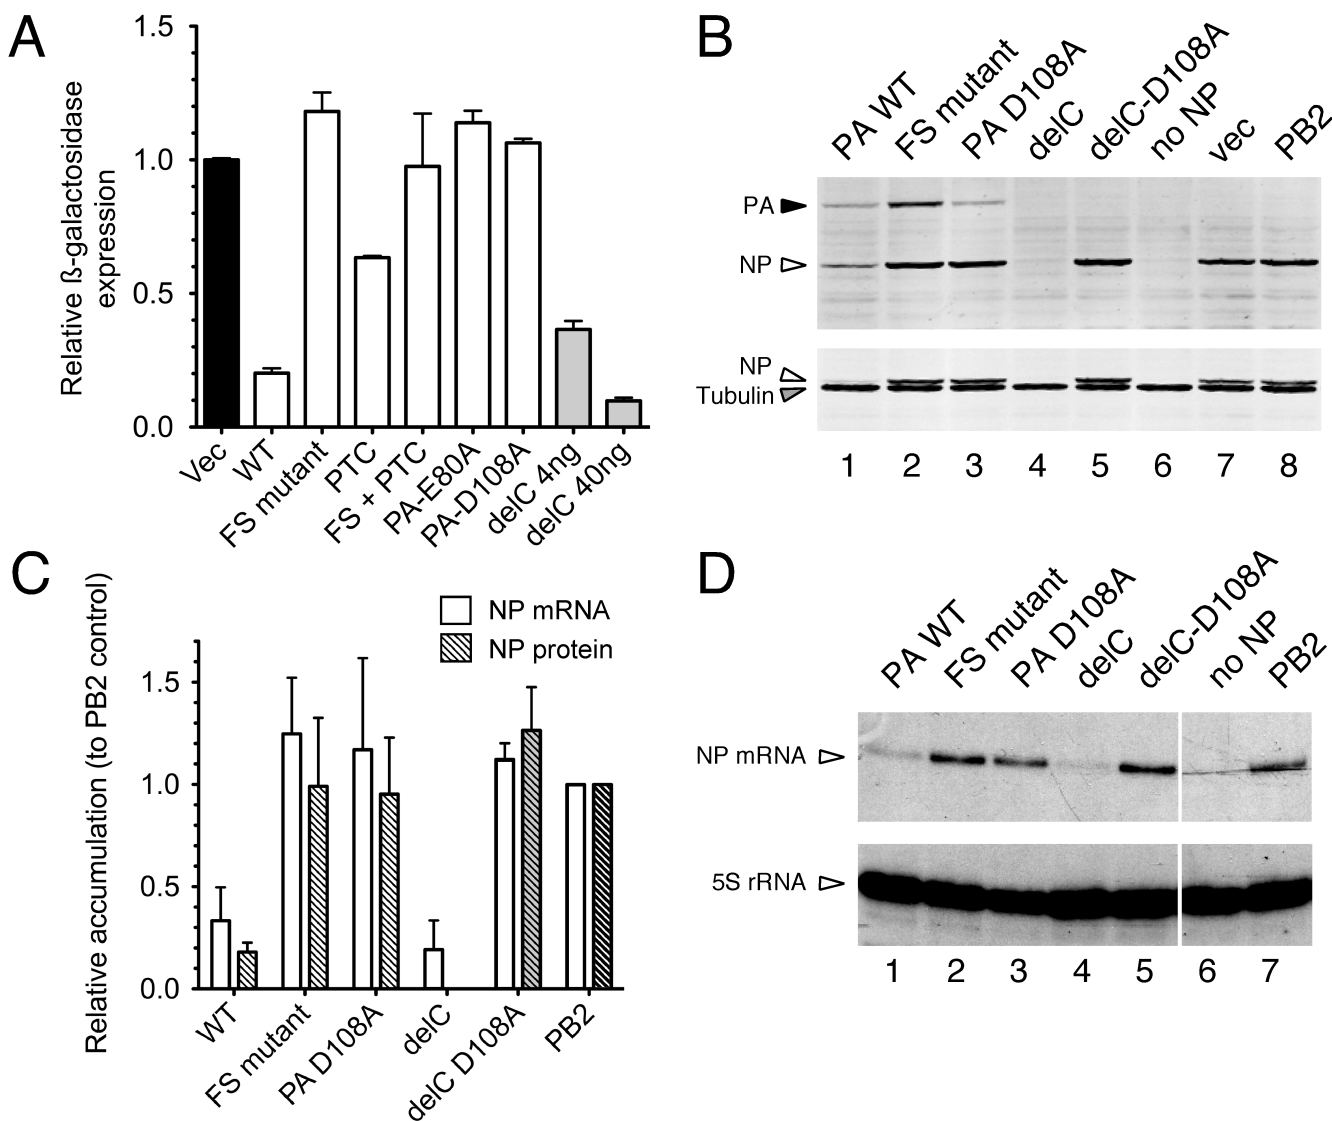 A
1.5
1.0
0.5
0.0
Relative ß-galactosidase
expression
Vec
WT
FS mutant
PTC
FS + PTC
PA-E80A
PA-D108A
delC 4ng
delC 40ng
B
PA WT
FS mutant
PA D108A
delC
delC-D108A
no NP
vec
PB2
PA
NP
NP
Tubulin
1 2 3 4 5 6 7 8
C
NP mRNA
NP protein
Relative accumulation (to PB2 control)
1.5
1.0
0.5
0.0
WT
FS mutant
PA D108A
delC
delC D108A
PB2
D
PA WT
FS mutant
PA D108A
delC
delC-D108A
no NP
PB2
NP mRNA
5S rRNA
1 2 3 4 5 6 7